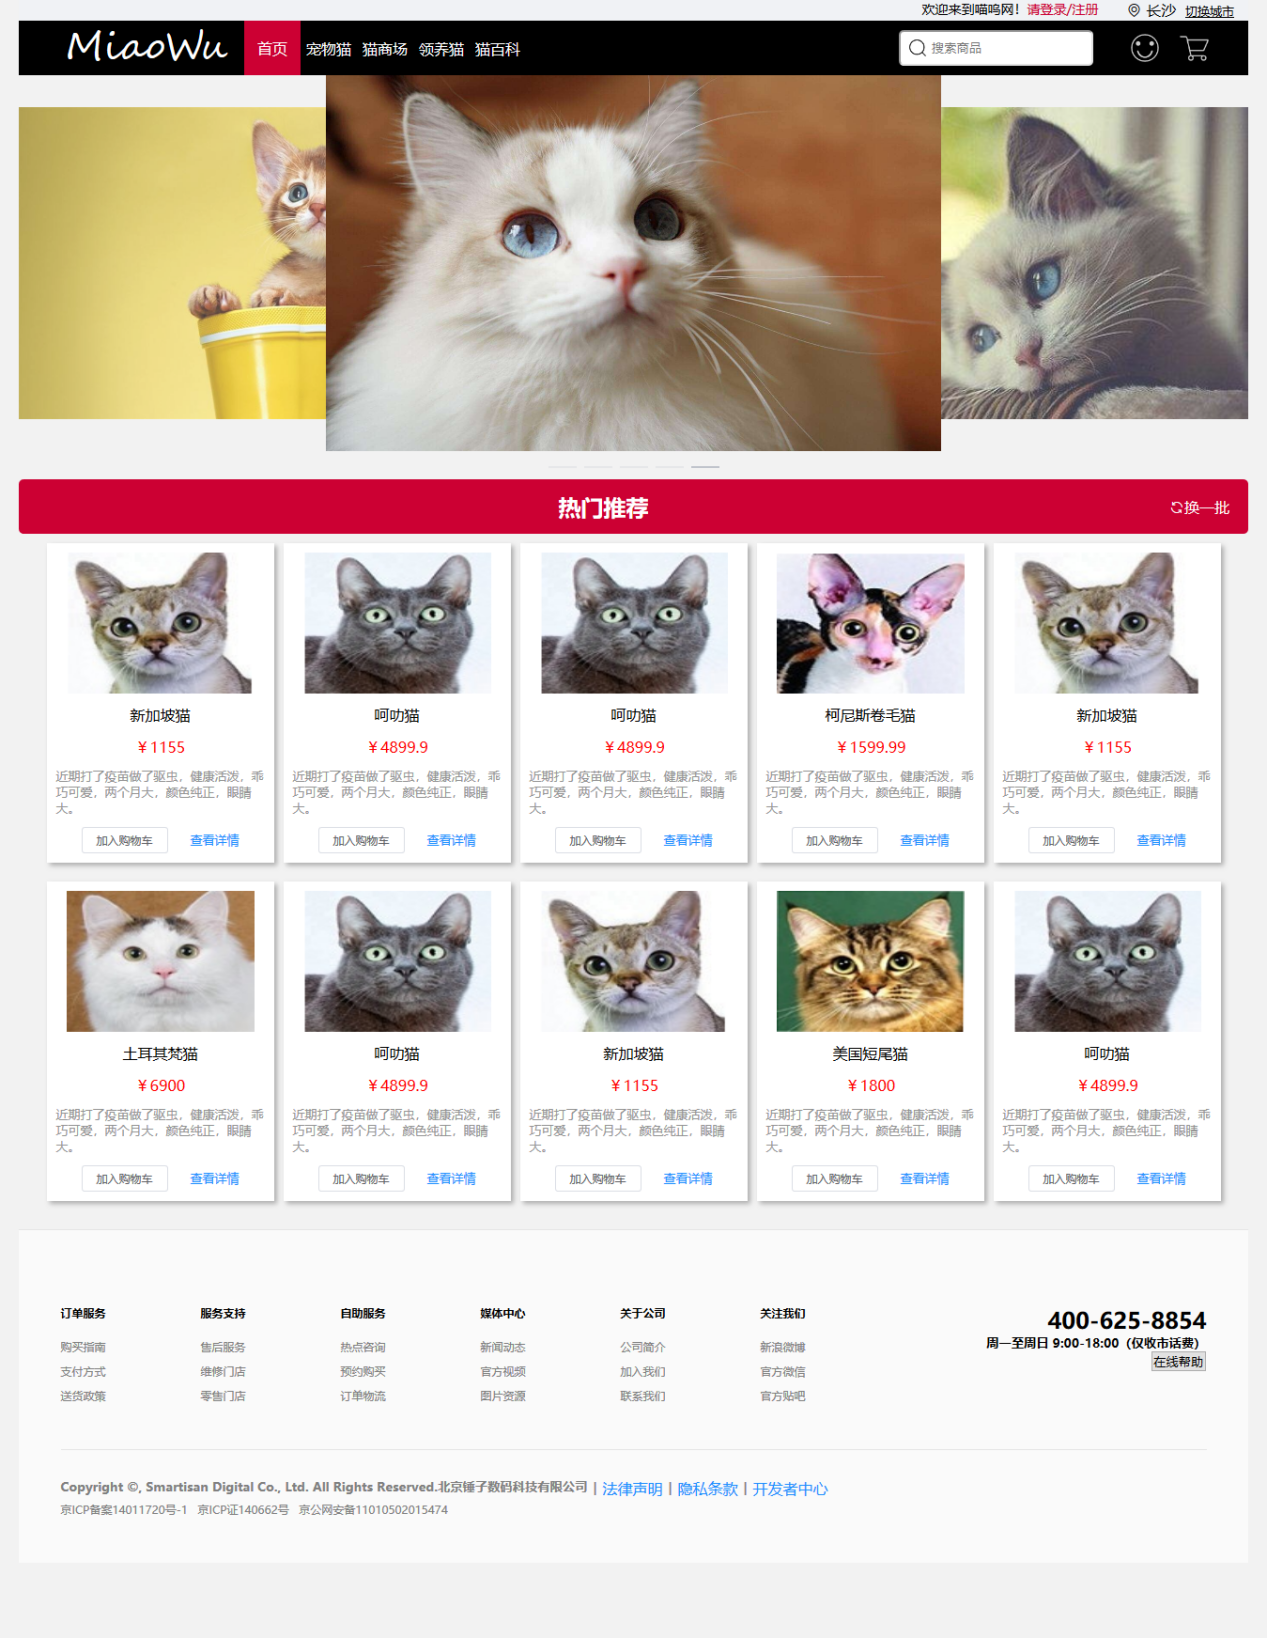 欢迎来到喵呜网！请登录/注册 长沙 切换城市
MiaoWu 首页 宠物猫 猫商场 领养猫 猫百科 搜索商品
热门推荐 换一批
新加坡猫 呵叻猫 呵叻猫 柯尼斯卷毛猫 新加坡猫
￥1155 ￥4899.9 ￥4899.9 ￥1599.99 ￥1155
近期打了疫苗做了驱虫，健康活泼，乖 近期打了疫苗做了驱虫，健康活泼，乖 近期打了疫苗做了驱虫，健康活泼，乖 近期打了疫苗做了驱虫，健康活泼，乖 近期打了疫苗做了驱虫，健康活泼，乖
巧可爱，两个月大，颜色纯正，眼睛 巧可爱，两个月大，颜色纯正，眼睛 巧可爱，两个月大，颜色纯正，眼睛 巧可爱，两个月大，颜色纯正，眼睛 巧可爱，两个月大，颜色纯正，眼睛
大。 大。 大。 大。 大。
加入购物车 查看详情 加入购物车 查看详情 加入购物车 查看详情 加入购物车 查看详情 加入购物车 查看详情
土耳其梵猫 呵叻猫 新加坡猫 美国短尾猫 呵叻猫
￥6900 ￥4899.9 ￥1155 ￥1800 ￥4899.9
近期打了疫苗做了驱虫，健康活泼，乖 近期打了疫苗做了驱虫，健康活泼，乖 近期打了疫苗做了驱虫，健康活泼，乖 近期打了疫苗做了驱虫，健康活泼，乖 近期打了疫苗做了驱虫，健康活泼，乖
巧可爱，两个月大，颜色纯正，眼睛 巧可爱，两个月大，颜色纯正，眼睛 巧可爱，两个月大，颜色纯正，眼睛 巧可爱，两个月大，颜色纯正，眼睛 巧可爱，两个月大，颜色纯正，眼睛
大。 大。 大。 大。 大。
加入购物车 查看详情 加入购物车 查看详情 加入购物车 查看详情 加入购物车 查看详情 加入购物车 查看详情
订单服务 服务支持 自助服务 媒体中心 关于公司 关注我们 400-625-8854
购买指南 售后服务 热点咨询 新闻动态 公司简介 新浪微博 周一至周日 9:00-18:00（仅收市话费）
支付方式 维修门店 预约购买 官方视频 加入我们 官方微信 在线帮助
送货政策 零售门店 订单物流 图片资源 联系我们 官方贴吧
Copyright ©, Smartisan Digital Co., Ltd. All Rights Reserved.北京锤子数码科技有限公司 | 法律声明 | 隐私条款 | 开发者中心
京ICP备案14011720号-1 京ICP证140662号 京公网安备11010502015474